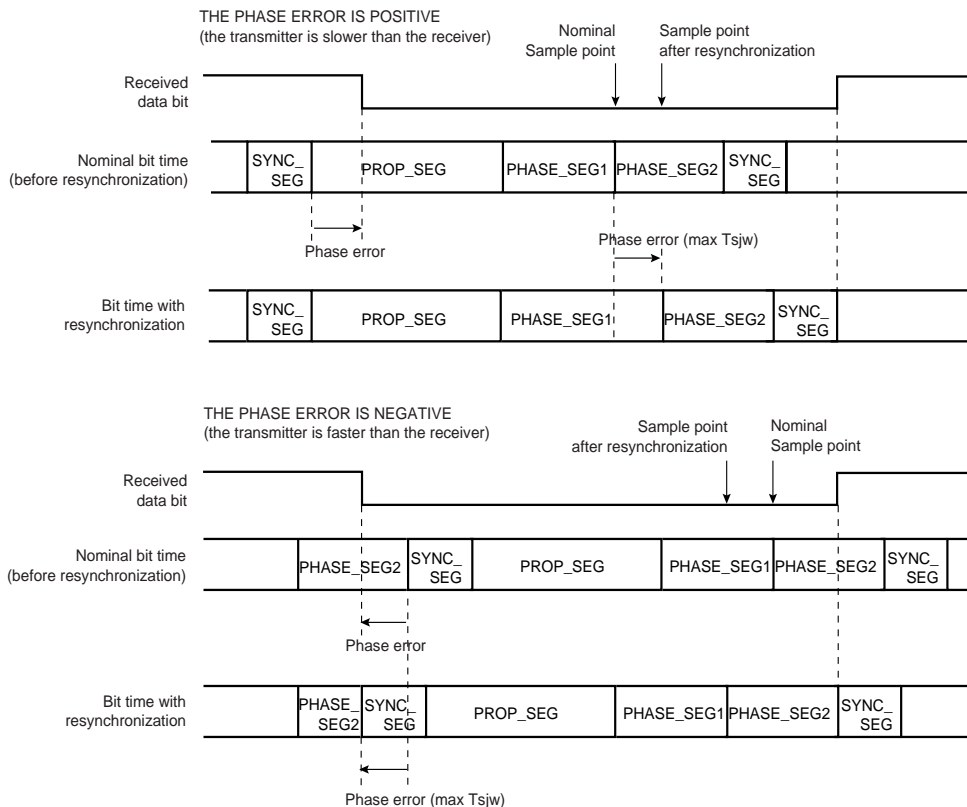 THE PHASE ERROR IS POSITIVE
(the transmitter is slower than the receiver)
Nominal
Sample point
Sample point
after resynchronization
Received
data bit
Nominal bit time
(before resynchronization)
SYNC_
SEG
PROP_SEG
PHASE_SEG1
PHASE_SEG2
SYNC_
SEG
Phase error
Phase error (max Tsjw)
Bit time with
resynchronization
SYNC_
SEG
PROP_SEG
PHASE_SEG1
PHASE_SEG2
SYNC_
SEG
THE PHASE ERROR IS NEGATIVE
(the transmitter is faster than the receiver)
Sample point
after resynchronization
Nominal
Sample point
Received
data bit
Nominal bit time
(before resynchronization)
PHASE_SEG2
SYNC_
SEG
PROP_SEG
PHASE_SEG1
PHASE_SEG2
SYNC_
SEG
Phase error
Bit time with
resynchronization
PHASE_
SEG2
SYNC_
SEG
PROP_SEG
PHASE_SEG1
PHASE_SEG2
SYNC_
SEG
Phase error (max Tsjw)